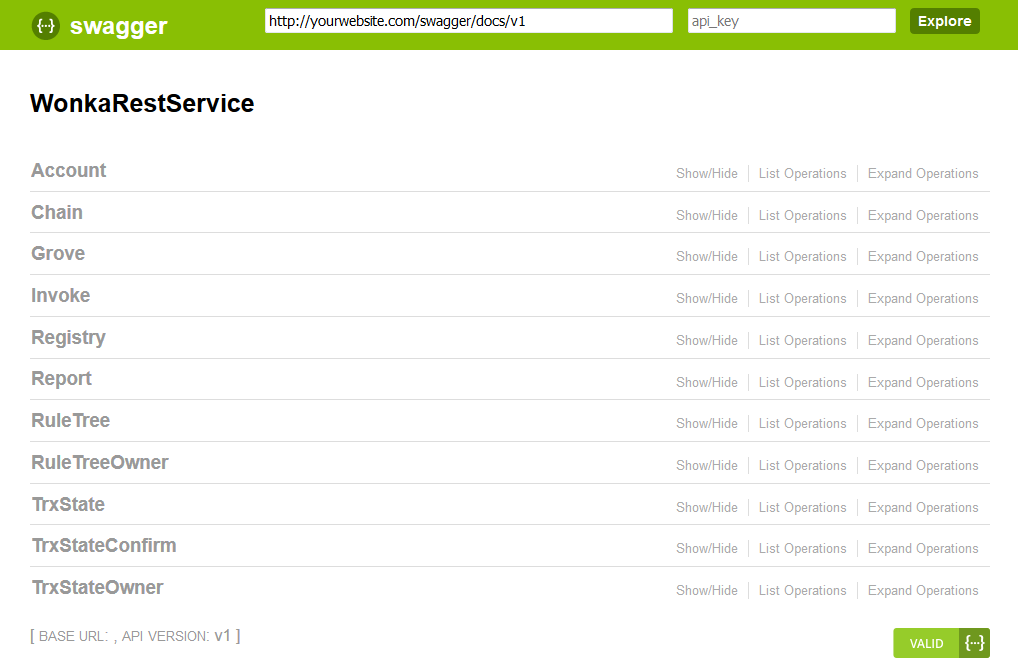 {···} swagger http://yourwebsite.com/swagger/docs/v1 api_key Explore
WonkaRestService
Account Show/Hide List Operations Expand Operations
Chain Show/Hide List Operations Expand Operations
Grove Show/Hide List Operations Expand Operations
Invoke Show/Hide List Operations Expand Operations
Registry Show/Hide List Operations Expand Operations
Report Show/Hide List Operations Expand Operations
RuleTree Show/Hide List Operations Expand Operations
RuleTreeOwner Show/Hide List Operations Expand Operations
TrxState Show/Hide List Operations Expand Operations
TrxStateConfirm Show/Hide List Operations Expand Operations
TrxStateOwner Show/Hide List Operations Expand Operations
[ BASE URL: , API VERSION: v1 ] VALID {···}